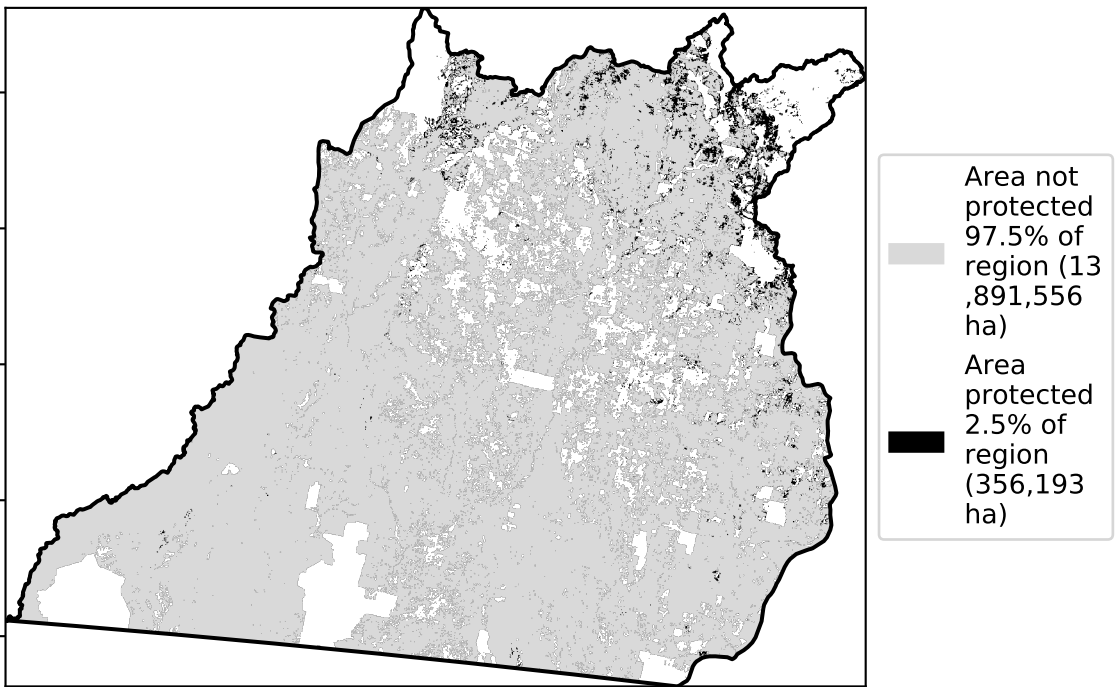 Area not
protected
97.5% of
region (13
,891,556
ha)
Area
protected
2.5% of
region
(356,193
ha)